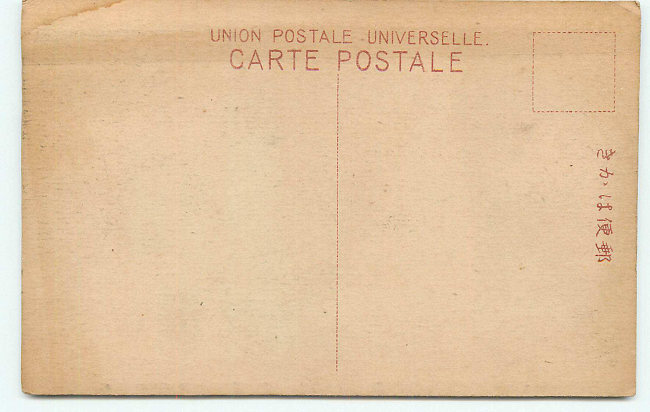 UNION POSTALE UNIVERSELLE.
CARTE POSTALE
郵便はかき